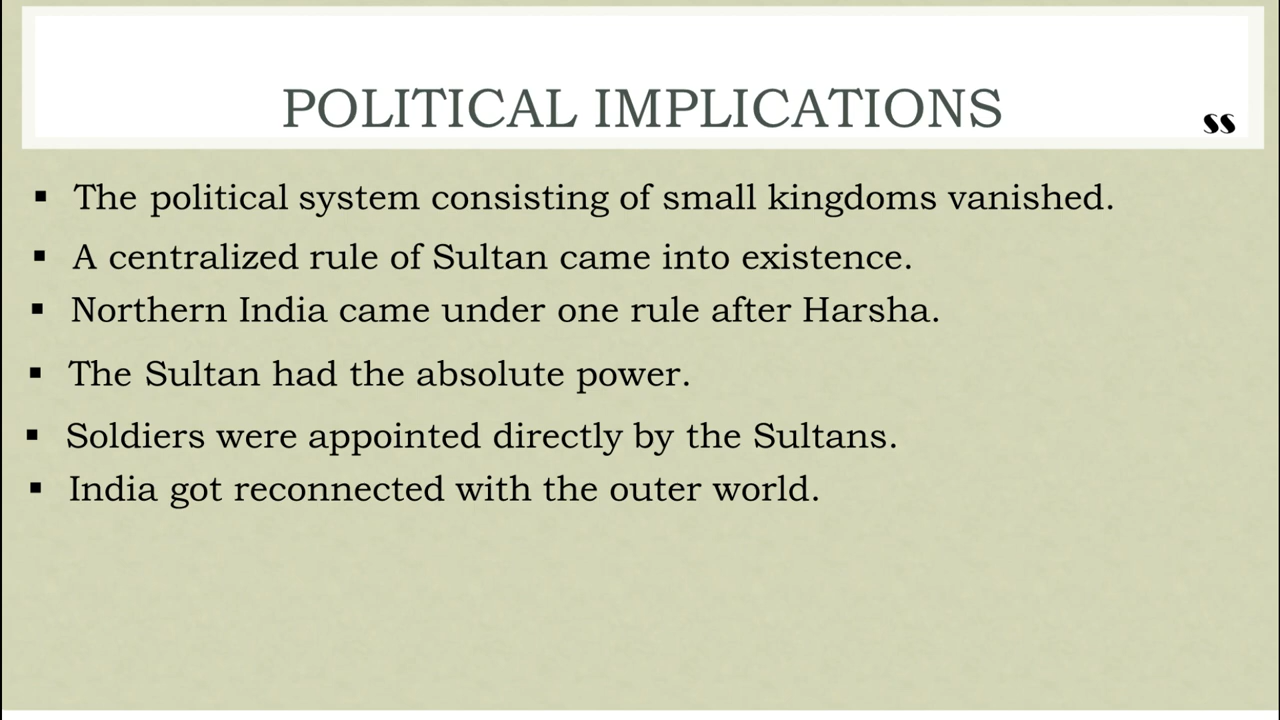 POLITICAL IMPLICATIONS
SS
▪ The political system consisting of small kingdoms vanished.
▪ A centralized rule of Sultan came into existence.
▪ Northern India came under one rule after Harsha.
▪ The Sultan had the absolute power.
▪ Soldiers were appointed directly by the Sultans.
▪ India got reconnected with the outer world.